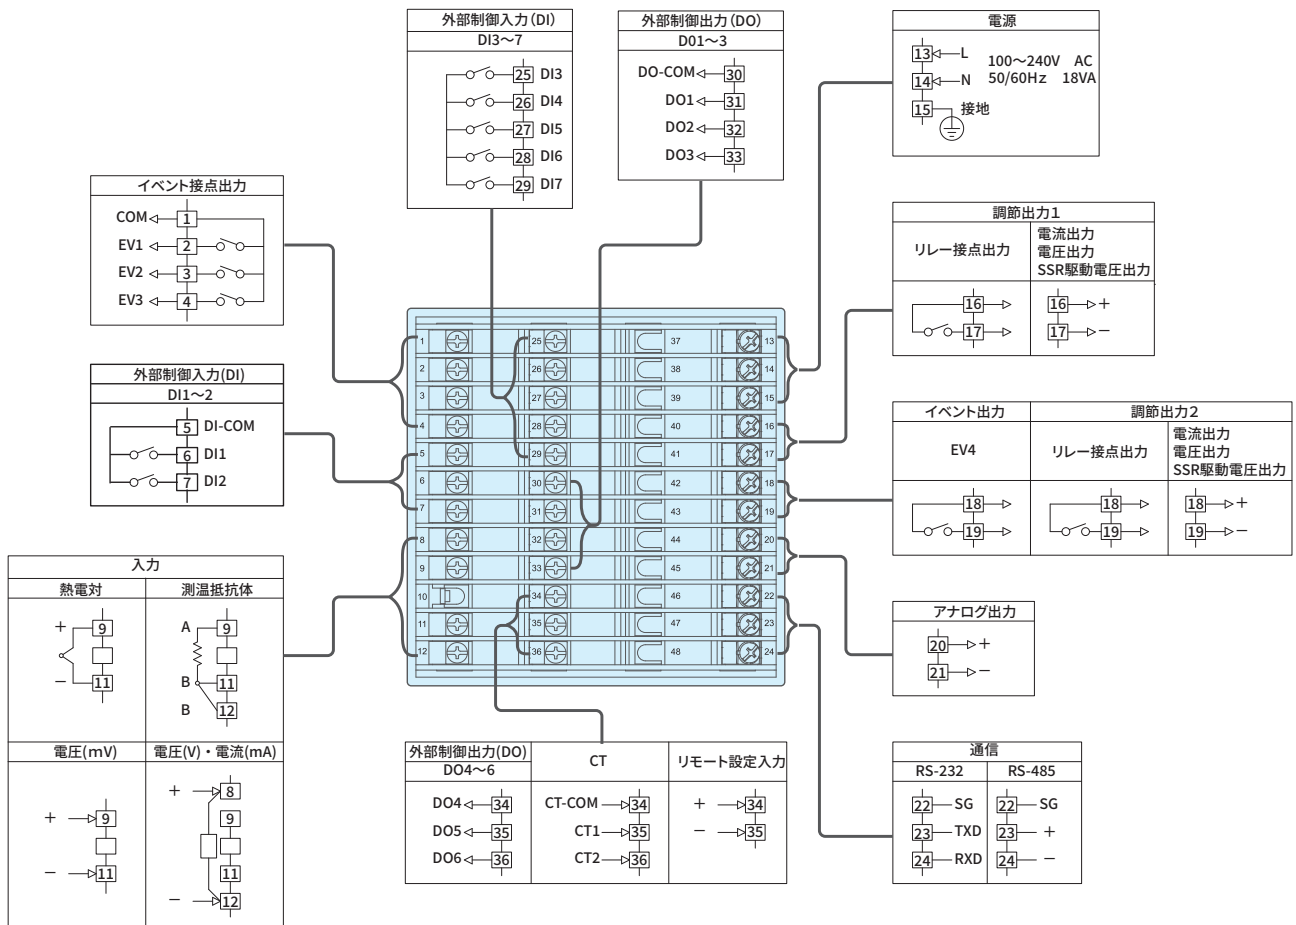 外部制御入力(DI)
DI3～7
25 DI3
26 DI4
27 DI5
28 DI6
29 DI7
外部制御出力(DO)
D01～3
DO-COM 30
DO1 31
DO2 32
DO3 33
電源
13 L
14 N
100～240V AC
50/60Hz 18VA
15 接地
イベント接点出力
COM 1
EV1 2
EV2 3
EV3 4
外部制御入力(DI)
DI1～2
5 DI-COM
6 DI1
7 DI2
調節出力1
リレー接点出力
電流出力
電圧出力
SSR駆動電圧出力
16
17
16 +
17 −
イベント出力
EV4
18
19
調節出力2
リレー接点出力
電流出力
電圧出力
SSR駆動電圧出力
18
19
18 +
19 −
1 25 37 13
2 26 38 14
3 27 39 15
4 28 40 16
5 29 41 17
6 30 42 18
7 31 43 19
8 32 44 20
9 33 45 21
10 34 46 22
11 35 47 23
12 36 48 24
入力
熱電対
+ 9
− 11
測温抵抗体
A 9
B 11
B 12
電圧(mV)
+ 9
− 11
電圧(V)・電流(mA)
+ 8
9
11
− 12
アナログ出力
20 +
21 −
外部制御出力(DO)
DO4～6
DO4 34
DO5 35
DO6 36
CT
CT-COM 34
CT1 35
CT2 36
リモート設定入力
+ 34
− 35
通信
RS-232
22 SG
23 TXD
24 RXD
RS-485
22 SG
23 +
24 −